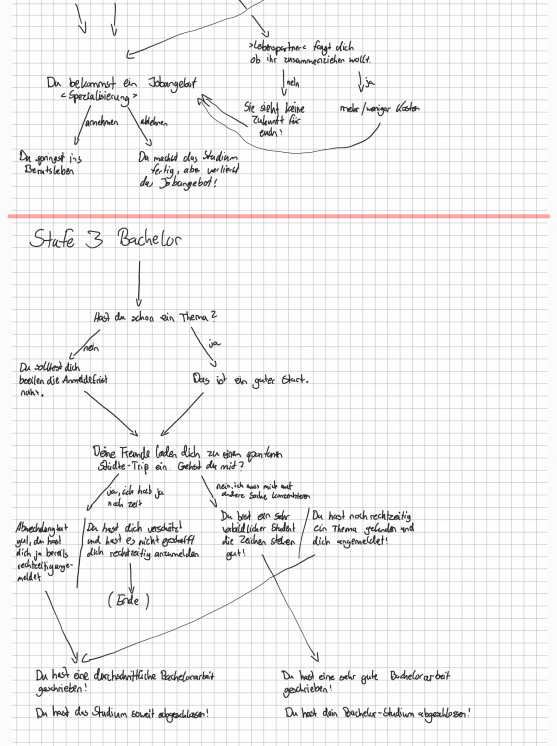 >Lebenspartner< fragt dich
ob ihr zusammenziehen wollt.
nein
ja
Du bekommst ein Jobangebot
< Spezialisierung >
Sie sieht keine
Zukunft für
euch!
mehr/weniger Kosten
annehmen
ablehnen
Du springst ins
Berufsleben
Du machst das Studium
fertig, aber verlierst
das Jobangebot!
Stufe 3 Bachelor
Hast du schon ein Thema?
nein
ja
Du solltest dich
beeilen die Anmeldefrist
naht.
Das ist ein guter Start.
Deine Freunde laden dich zu einen spontanen
Städte-Trip ein. Gehst du mit?
ja, ich hab ja
noch zeit
nein, ich muss mich auf
andere Sache konzentrieren
Abwechslung tut
gut, du hast
dich ja bereits
rechtzeitig ange-
meldet
Du hast dich verschätzt
und hast es nicht geschafft
dich rechtzeitig anzumelden
Du bist ein sehr
vorbildlicher Student
die Zeichen stehen
gut!
Du hast noch rechtzeitig
ein Thema gefunden und
dich angemeldet!
( Ende )
Du hast eine durchschnittliche Bachelorarbeit
geschrieben!
Du hast das Studium soweit abgeschlossen!
Du hast eine sehr gute Bachelorarbeit
geschrieben!
Du hast dein Bachelor-Studium abgeschlossen!